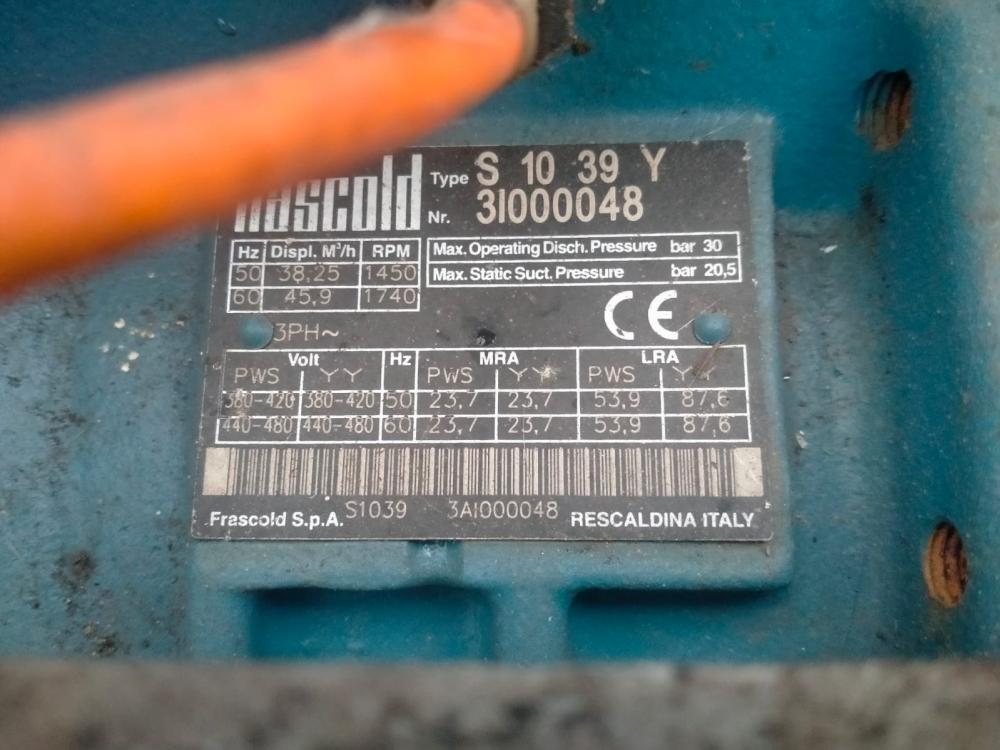 frascold
Type S 10 39 Y
Nr. 3I000048
Hz Displ. M³/h RPM
50 38,25 1450
60 45,9 1740
Max. Operating Disch. Pressure bar 30
Max. Static Suct. Pressure bar 20,5
CE
3PH~
Volt Hz MRA LRA
PWS YY PWS YY PWS YY
380-420 380-420 50 23,7 23,7 53,9 87,6
440-480 440-480 60 23,7 23,7 53,9 87,6
Frascold S.p.A. S1039 3AI000048 RESCALDINA ITALY